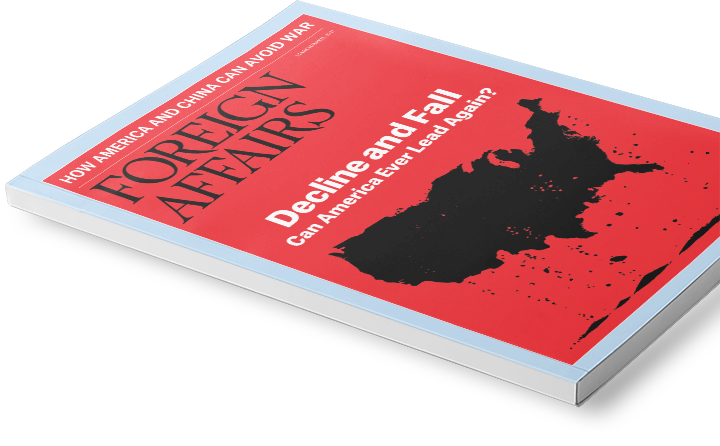 HOW AMERICA AND CHINA CAN AVOID WAR
FOREIGN
AFFAIRS
Decline and Fall
Can America Ever Lead Again?